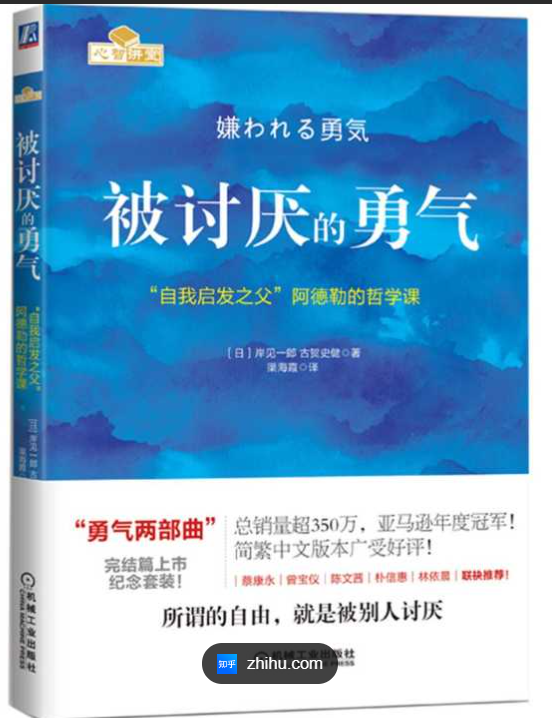 心智讲堂
嫌われる勇気
被讨厌的勇气
“自我启发之父”阿德勒的哲学课
［日］岸见一郎 古贺史健◎著
渠海霞◎译
“勇气两部曲”
完结篇上市
纪念套装！
总销量超350万，亚马逊年度冠军！
简繁中文版本广受好评！
|蔡康永|曾宝仪|陈文茜|朴信惠|林依晨|联袂推荐！
所谓的自由，就是被别人讨厌
机械工业出版社
知乎 zhihu.com
被讨厌的勇气
“自我启发之父”
阿德勒的哲学课
机械工业出版社
CHINA MACHINE PRESS